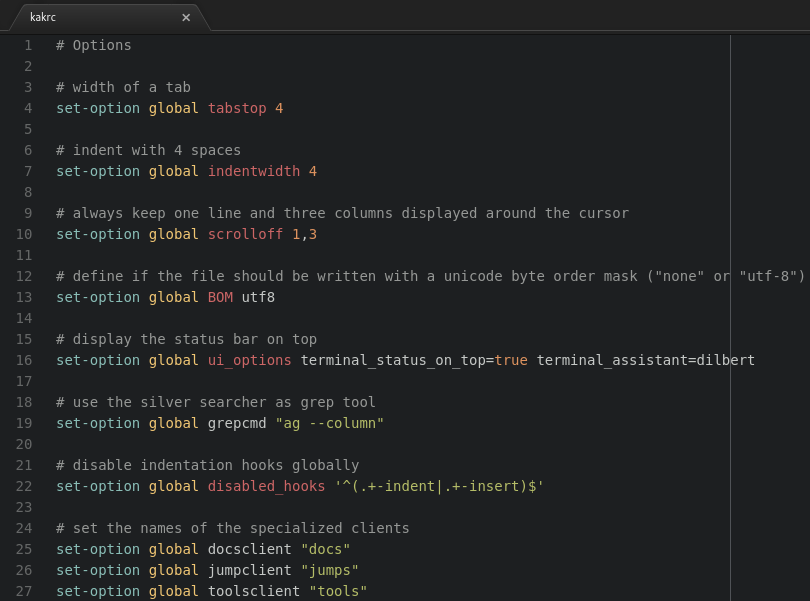 kakrc ×
1 # Options
2
3 # width of a tab
4 set-option global tabstop 4
5
6 # indent with 4 spaces
7 set-option global indentwidth 4
8
9 # always keep one line and three columns displayed around the cursor
10 set-option global scrolloff 1,3
11
12 # define if the file should be written with a unicode byte order mask ("none" or "utf-8")
13 set-option global BOM utf8
14
15 # display the status bar on top
16 set-option global ui_options terminal_status_on_top=true terminal_assistant=dilbert
17
18 # use the silver searcher as grep tool
19 set-option global grepcmd "ag --column"
20
21 # disable indentation hooks globally
22 set-option global disabled_hooks '^(.+-indent|.+-insert)$'
23
24 # set the names of the specialized clients
25 set-option global docsclient "docs"
26 set-option global jumpclient "jumps"
27 set-option global toolsclient "tools"